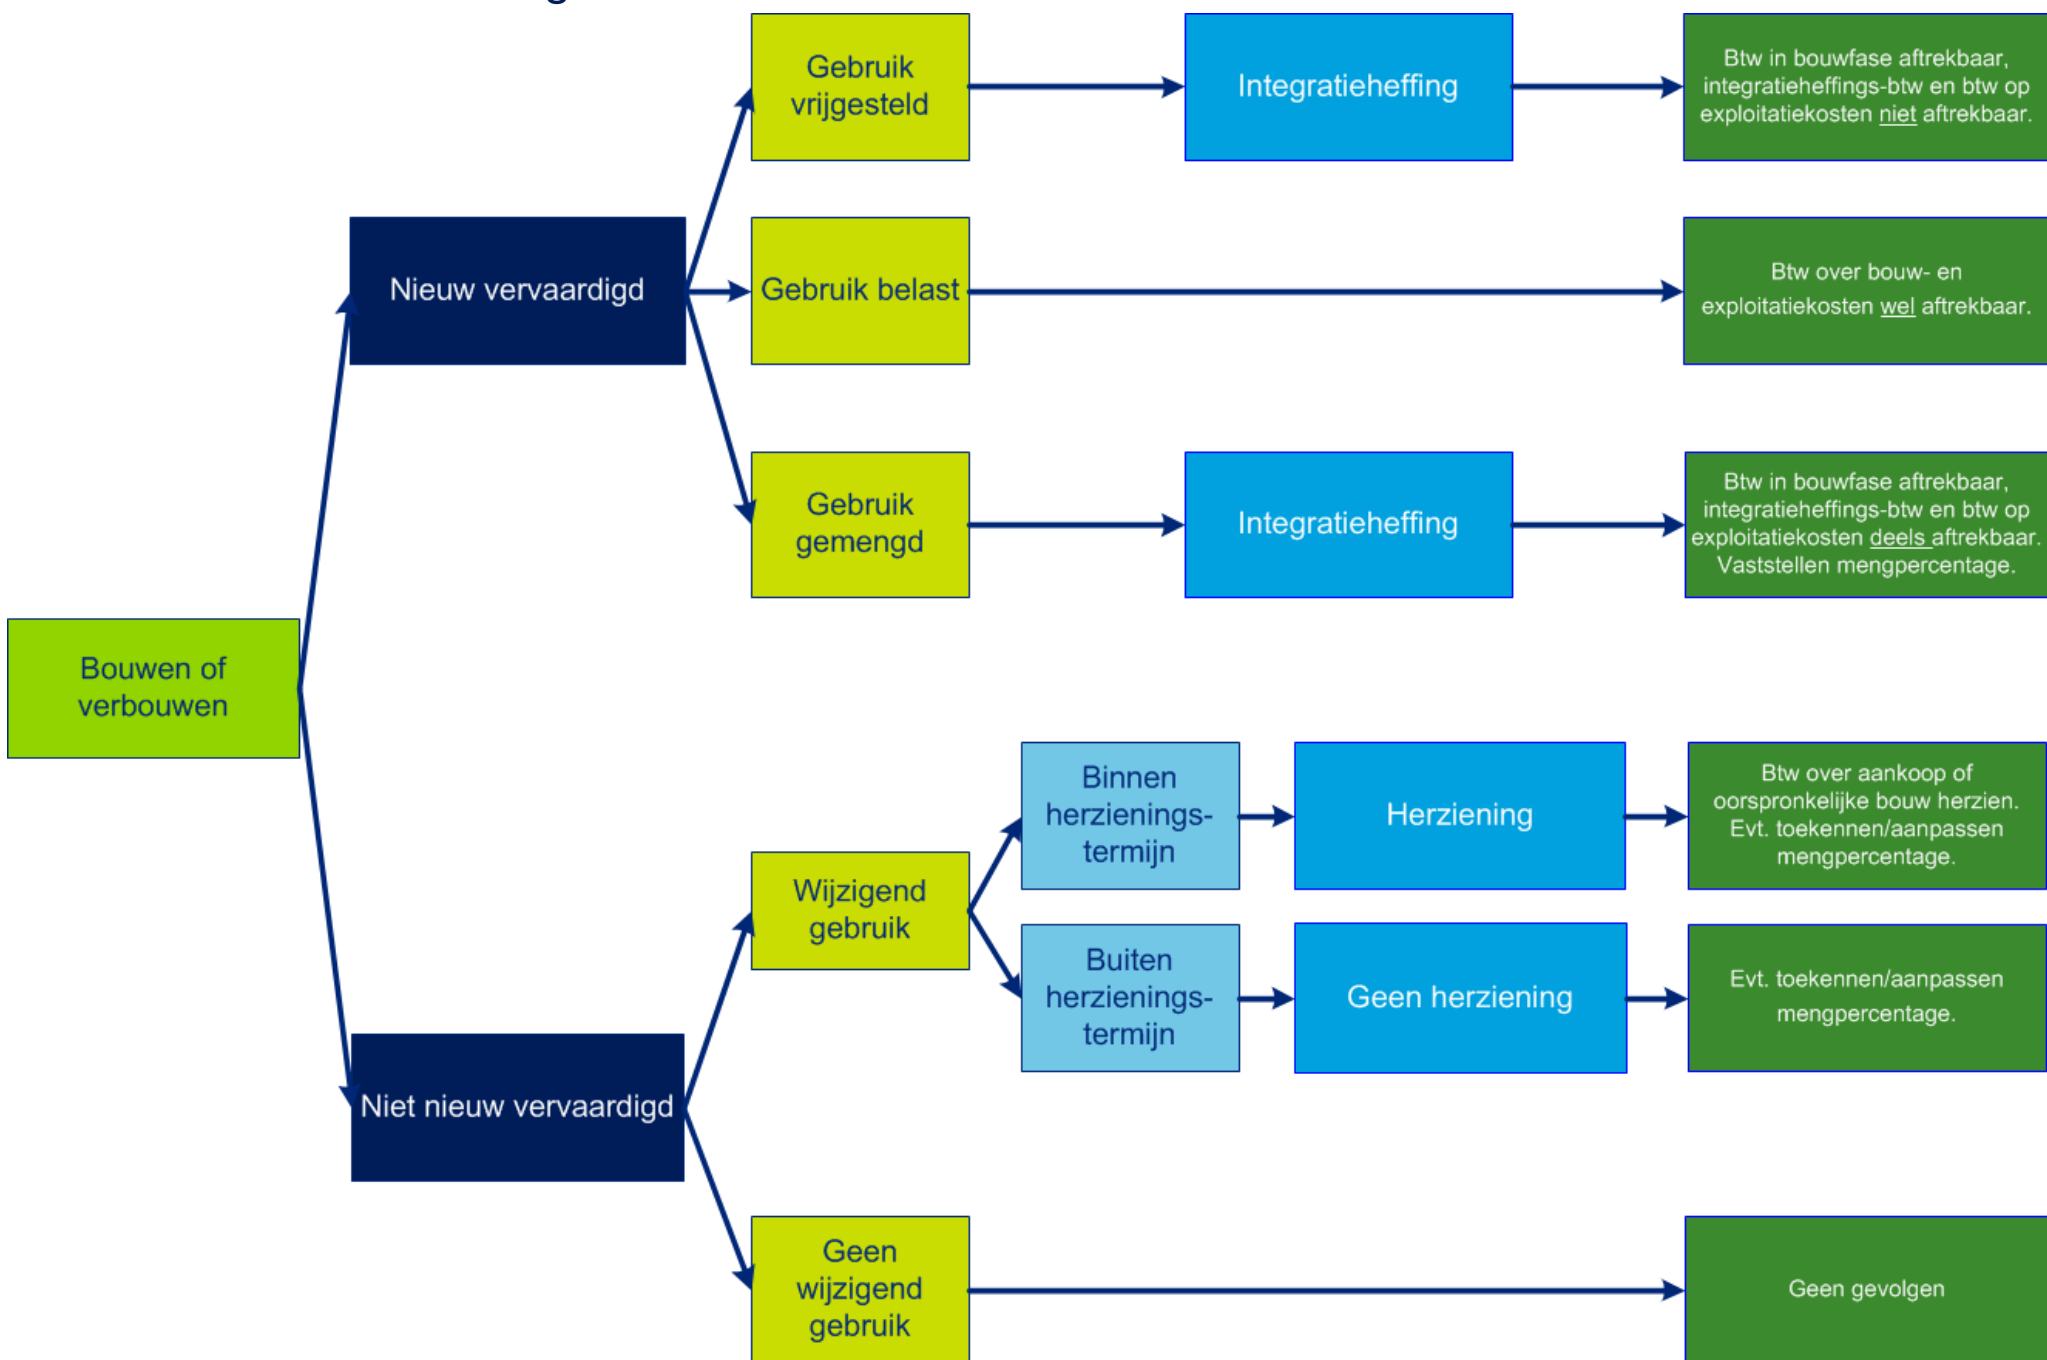 Gebruik
vrijgesteld
Integratieheffing
Btw in bouwfase aftrekbaar,
integratieheffings-btw en btw op
exploitatiekosten niet aftrekbaar.
Nieuw vervaardigd
Gebruik belast
Btw over bouw- en
exploitatiekosten wel aftrekbaar.
Gebruik
gemengd
Integratieheffing
Btw in bouwfase aftrekbaar,
integratieheffings-btw en btw op
exploitatiekosten deels aftrekbaar.
Vaststellen mengpercentage.
Bouwen of
verbouwen
Binnen
herzienings-
termijn
Herziening
Btw over aankoop of
oorspronkelijke bouw herzien.
Evt. toekennen/aanpassen
mengpercentage.
Wijzigend
gebruik
Buiten
herzienings-
termijn
Geen herziening
Evt. toekennen/aanpassen
mengpercentage.
Niet nieuw vervaardigd
Geen
wijzigend
gebruik
Geen gevolgen